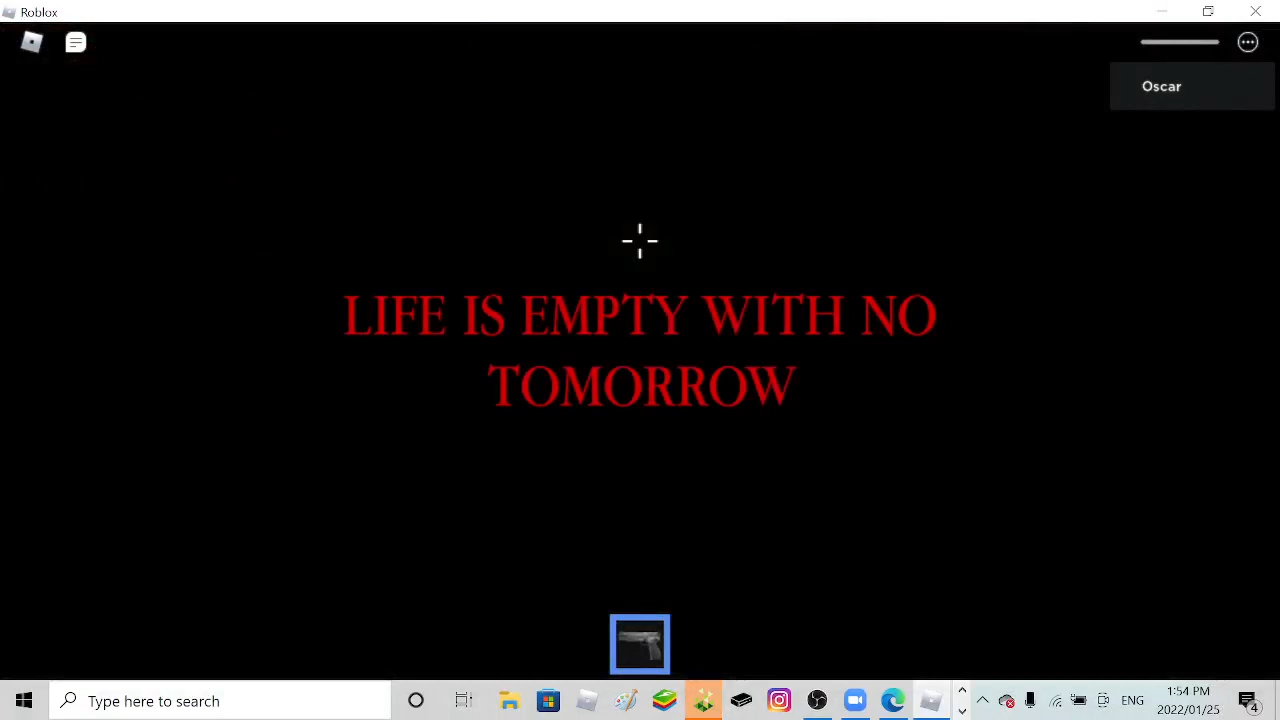 Roblox
Oscar
LIFE IS EMPTY WITH NO
TOMORROW
Type here to search
ENG
1:54 PM
2022/01/25
4